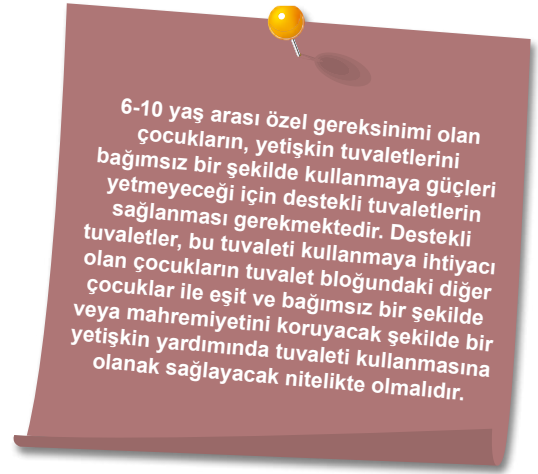 6-10 yaş arası özel gereksinimi olan
çocukların, yetişkin tuvaletlerini
bağımsız bir şekilde kullanmaya güçleri
yetmeyeceği için destekli tuvaletlerin
sağlanması gerekmektedir. Destekli
tuvaletler, bu tuvaleti kullanmaya ihtiyacı
olan çocukların tuvalet bloğundaki diğer
çocuklar ile eşit ve bağımsız bir şekilde
veya mahremiyetini koruyacak şekilde bir
yetişkin yardımında tuvaleti kullanmasına
olanak sağlayacak nitelikte olmalıdır.